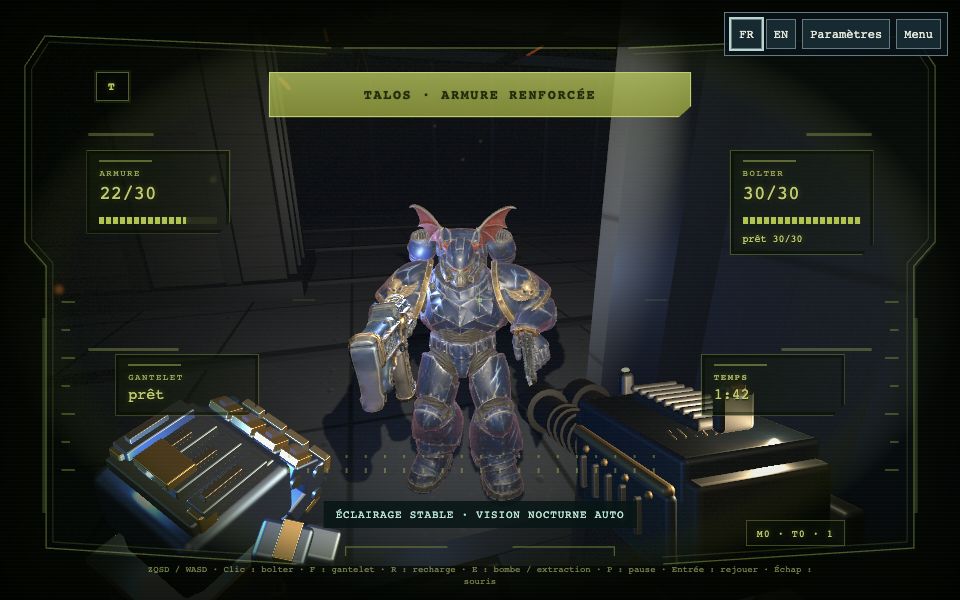 FR EN Paramètres Menu
T
TALOS · ARMURE RENFORCÉE
ARMURE
22/30
BOLTER
30/30
prêt 30/30
GANTELET
prêt
TEMPS
1:42
ÉCLAIRAGE STABLE · VISION NOCTURNE AUTO
M0 · T0 · 1
ZQSD / WASD · Clic : bolter · F : gantelet · R : recharge · E : bombe / extraction · P : pause · Entrée : rejouer · Échap :
souris